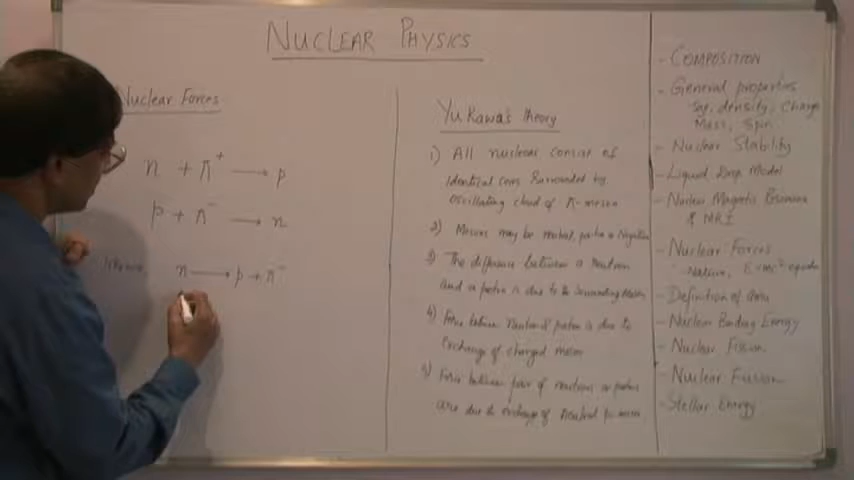 NUCLEAR PHYSICS
Nuclear Forces
n + π⁺ → p
p + π⁻ → n
n → p + π⁻
Yukawa's theory
1) All nucleons consist of
identical cores surrounded by
oscillating cloud of π-meson
2) Mesons may be neutral, positive or Negative
3) The difference between a neutron
and a proton is due to the surrounding Mesons
4) Force between neutron & proton is due to
exchange of charged meson
5) Force between pair of neutrons or protons
are due to exchange of Neutral π-meson
- COMPOSITION
- General properties
density, Charge
Mass, Spin
- Nuclear Stability
- Liquid Drop Model
- Nuclear Magnetic Resonance
& MRI
- Nuclear Forces
Nature, E=mc² equation
- Definition of amu
- Nuclear Binding Energy
- Nuclear Fission
- Nuclear Fusion
- Stellar Energy